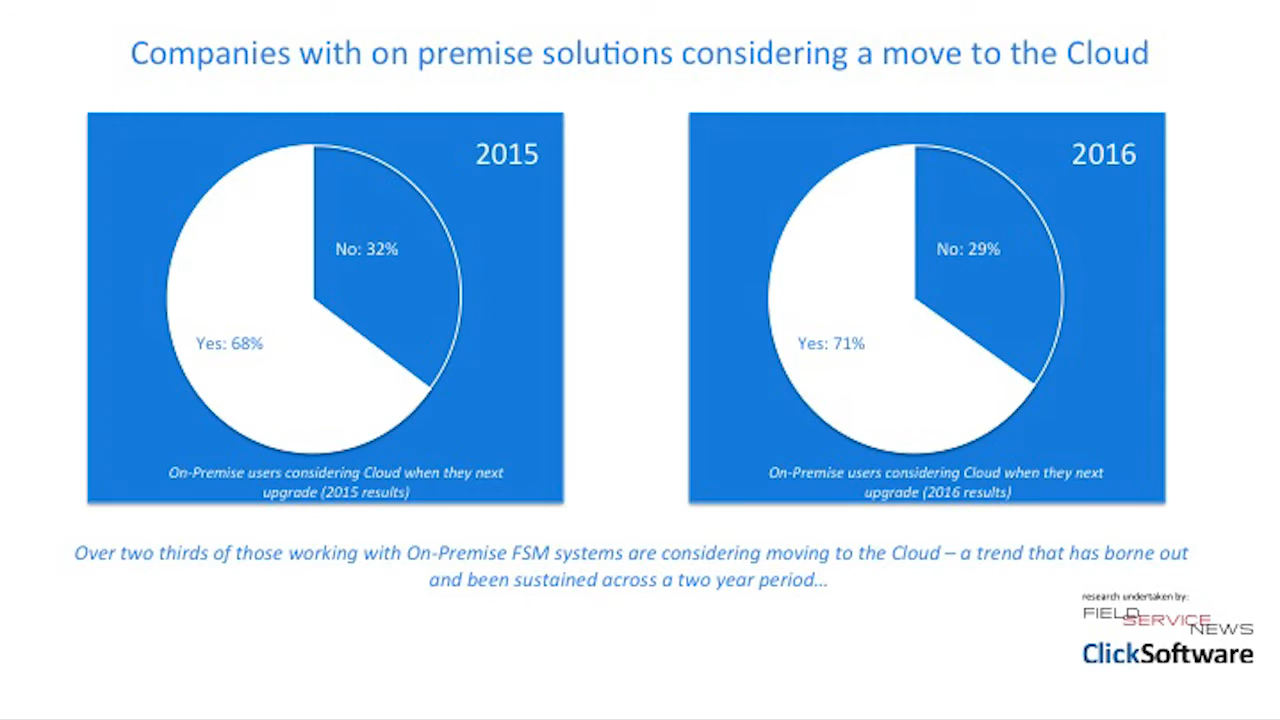 Companies with on premise solutions considering a move to the Cloud
2015
No: 32%
Yes: 68%
On-Premise users considering Cloud when they next
upgrade (2015 results)
2016
No: 29%
Yes: 71%
On-Premise users considering Cloud when they next
upgrade (2016 results)
Over two thirds of those working with On-Premise FSM systems are considering moving to the Cloud – a trend that has borne out
and been sustained across a two year period...
research undertaken by:
FIELD
SERVICE
NEWS
ClickSoftware